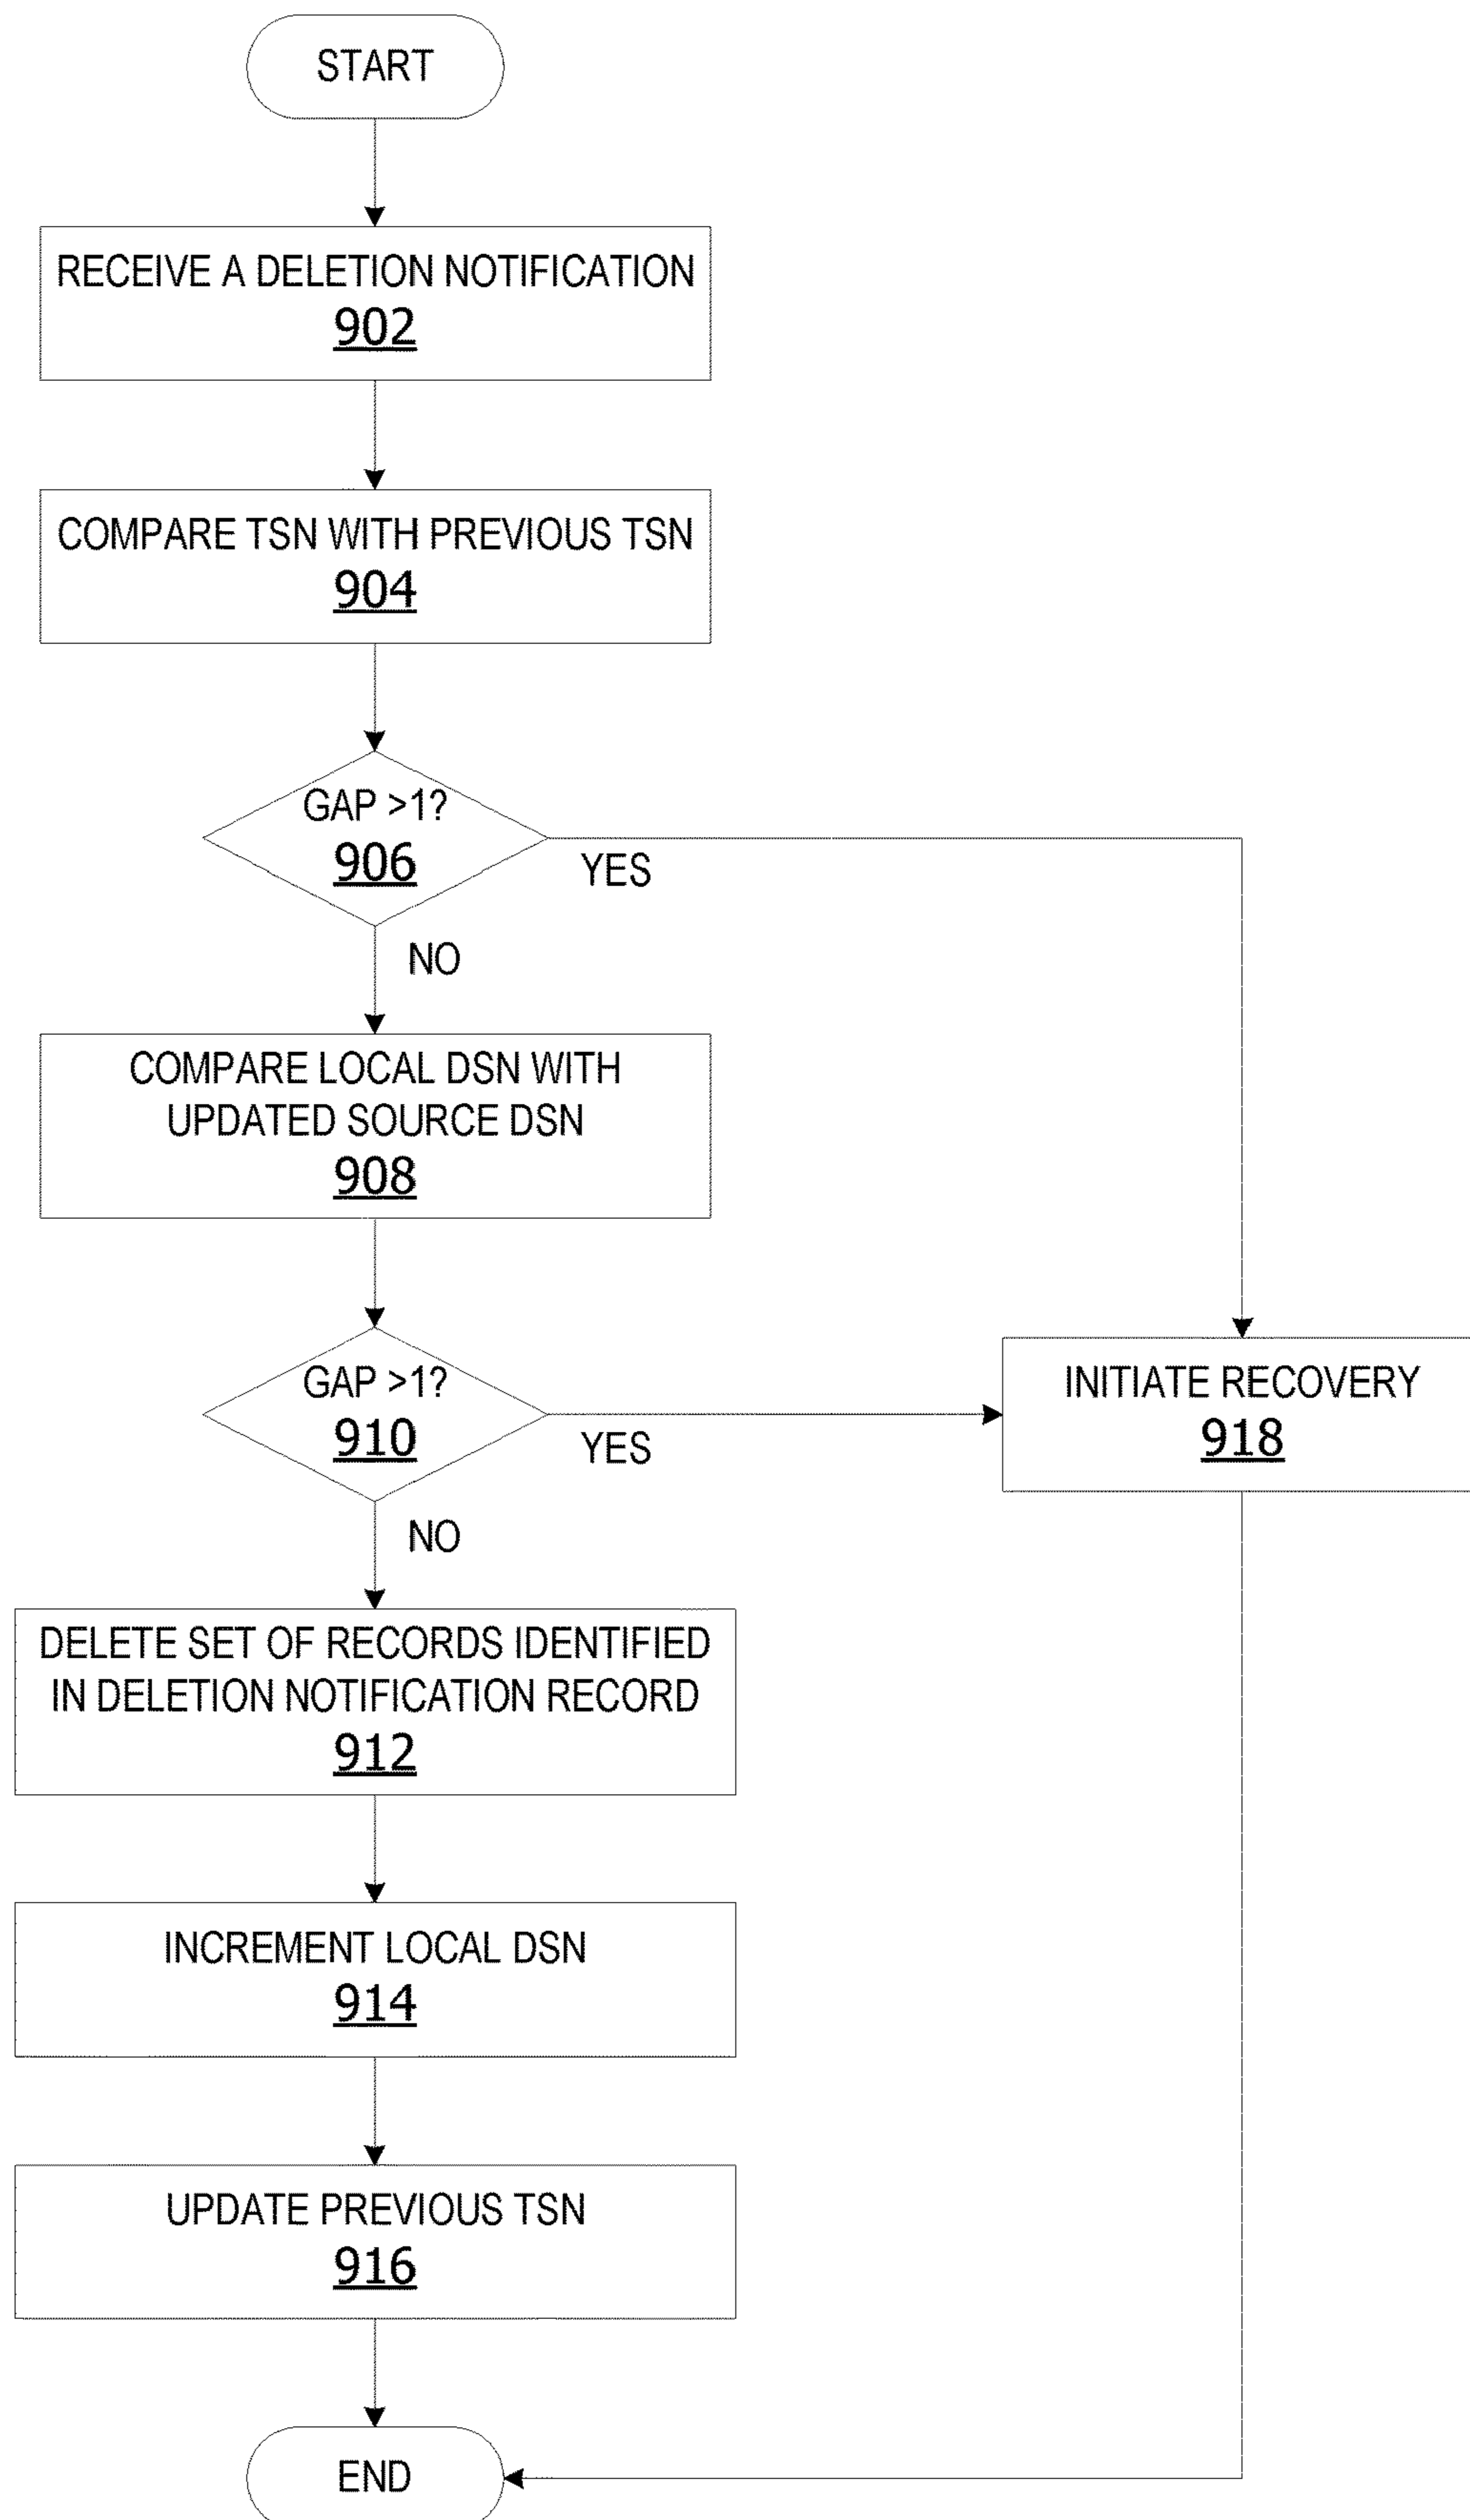 START
RECEIVE A DELETION NOTIFICATION
902
COMPARE TSN WITH PREVIOUS TSN
904
GAP >1?
906
YES
NO
COMPARE LOCAL DSN WITH
UPDATED SOURCE DSN
908
GAP >1?
910
YES
NO
INITIATE RECOVERY
918
DELETE SET OF RECORDS IDENTIFIED
IN DELETION NOTIFICATION RECORD
912
INCREMENT LOCAL DSN
914
UPDATE PREVIOUS TSN
916
END